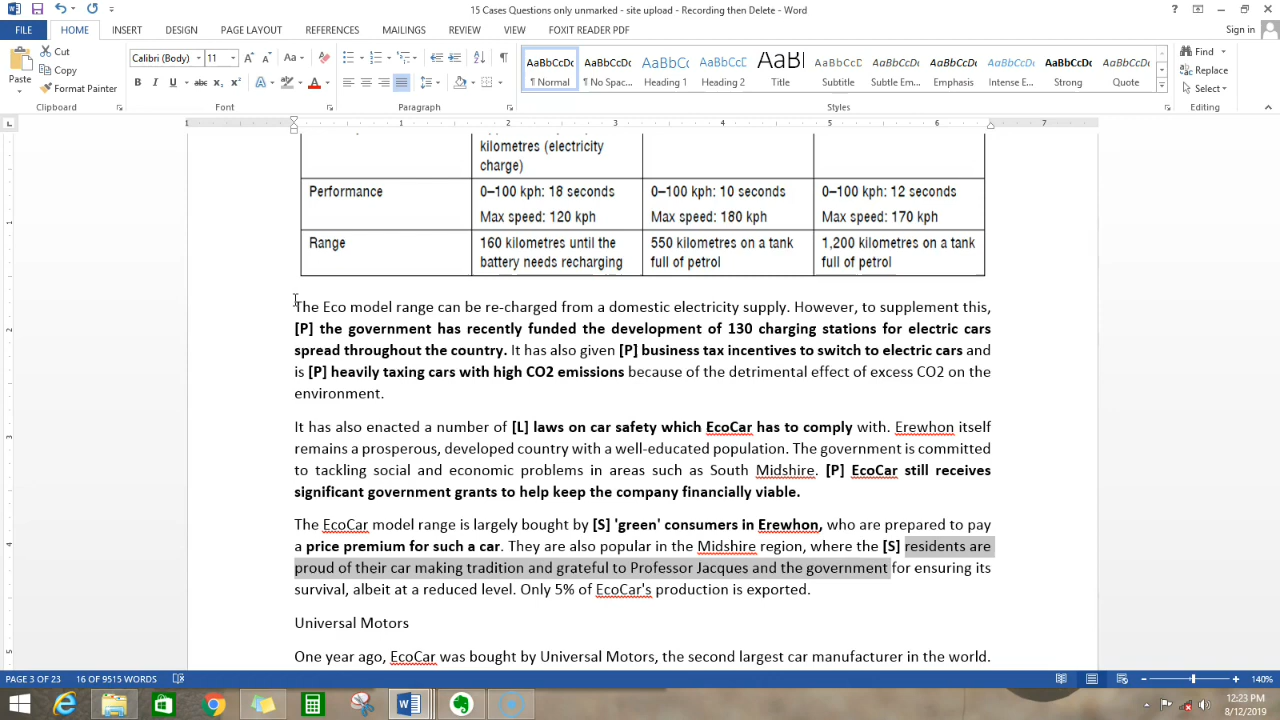 15 Cases Questions only unmarked - site upload - Recording then Delete - Word
FILE HOME INSERT DESIGN PAGE LAYOUT REFERENCES MAILINGS REVIEW VIEW FOXIT READER PDF Sign in
Paste
Cut
Copy
Format Painter
Clipboard
Calibri (Body) 11
Font
Paragraph
AaBbCcDc AaBbCcDc AaBbCc AaBbCc AaBl AaBbCcD AaBbCcDc AaBbCcDc AaBbCcDc AaBbCcDc AaBbCcDc
¶ Normal ¶ No Spac... Heading 1 Heading 2 Title Subtitle Subtle Em... Emphasis Intense E... Strong Quote
Styles
Find
Replace
Select
Editing
1 1 2 3 4 5 6 7
kilometres (electricity
charge)
Performance 0–100 kph: 18 seconds 0–100 kph: 10 seconds 0–100 kph: 12 seconds
Max speed: 120 kph Max speed: 180 kph Max speed: 170 kph
Range 160 kilometres until the 550 kilometres on a tank 1,200 kilometres on a tank
battery needs recharging full of petrol full of petrol
The Eco model range can be re-charged from a domestic electricity supply. However, to supplement this,
[P] the government has recently funded the development of 130 charging stations for electric cars
spread throughout the country. It has also given [P] business tax incentives to switch to electric cars and
is [P] heavily taxing cars with high CO2 emissions because of the detrimental effect of excess CO2 on the
environment.
It has also enacted a number of [L] laws on car safety which EcoCar has to comply with. Erewhon itself
remains a prosperous, developed country with a well-educated population. The government is committed
to tackling social and economic problems in areas such as South Midshire. [P] EcoCar still receives
significant government grants to help keep the company financially viable.
The EcoCar model range is largely bought by [S] 'green' consumers in Erewhon, who are prepared to pay
a price premium for such a car. They are also popular in the Midshire region, where the [S] residents are
proud of their car making tradition and grateful to Professor Jacques and the government for ensuring its
survival, albeit at a reduced level. Only 5% of EcoCar's production is exported.
Universal Motors
One year ago, EcoCar was bought by Universal Motors, the second largest car manufacturer in the world.
PAGE 3 OF 23 16 OF 9515 WORDS 140%
12:23 PM
8/12/2019